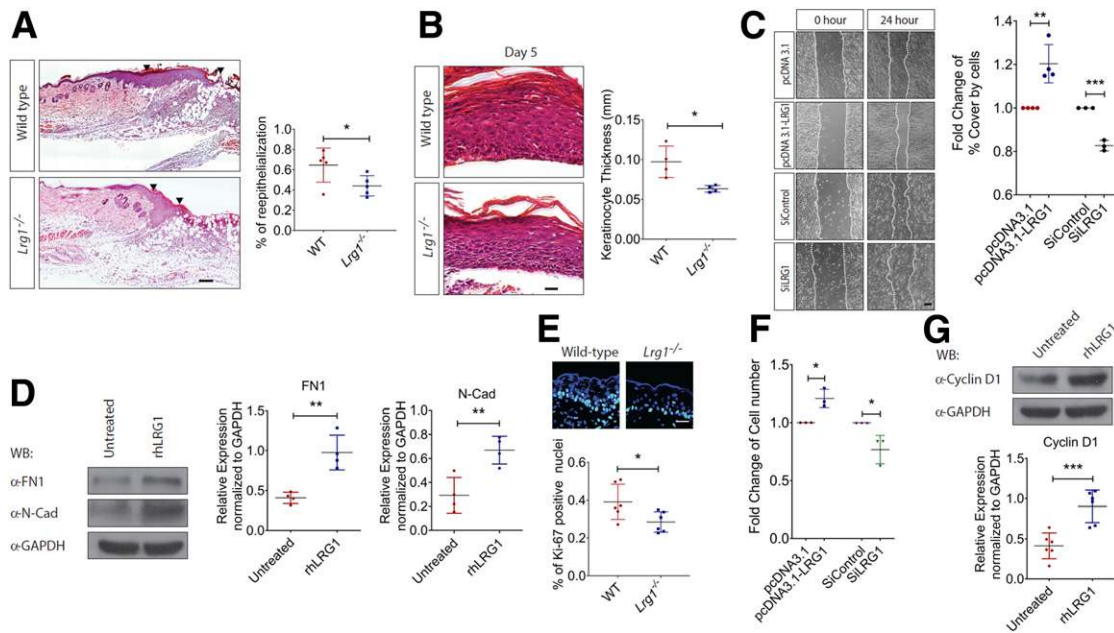 A
Wild type
Lrg1-/-
% of reepithelialization
1.0
0.8
0.6
0.4
0.2
0.0
*
WT
Lrg1-/-
B
Day 5
Wild type
Lrg1-/-
Keratinocyte Thickness (mm)
0.15
0.10
0.05
0.00
*
WT
Lrg1-/-
C
0 hour
24 hour
pcDNA 3.1
pcDNA 3.1-LRG1
SiControl
SiLRG1
Fold Change of
% Cover by cells
1.4
1.2
1.0
0.8
0.6
**
***
pcDNA3.1
pcDNA3.1-LRG1
SiControl
SiLRG1
D
WB:
Untreated
rhLRG1
α-FN1
α-N-Cad
α-GAPDH
FN1
Relative Expression
normalized to GAPDH
1.5
1.0
0.5
0.0
**
Untreated
rhLRG1
N-Cad
Relative Expression
normalized to GAPDH
1.0
0.8
0.6
0.4
0.2
0.0
**
Untreated
rhLRG1
E
Wild-type
Lrg1-/-
% of Ki-67 positive nuclei
0.6
0.4
0.2
0.0
*
WT
Lrg1-/-
F
Fold Change of Cell number
1.5
1.0
0.5
0.0
*
*
pcDNA3.1
pcDNA3.1-LRG1
SiControl
SiLRG1
G
WB:
Untreated
rhLRG1
α-Cyclin D1
α-GAPDH
Cyclin D1
Relative Expression
normalized to GAPDH
1.5
1.0
0.5
0.0
***
Untreated
rhLRG1